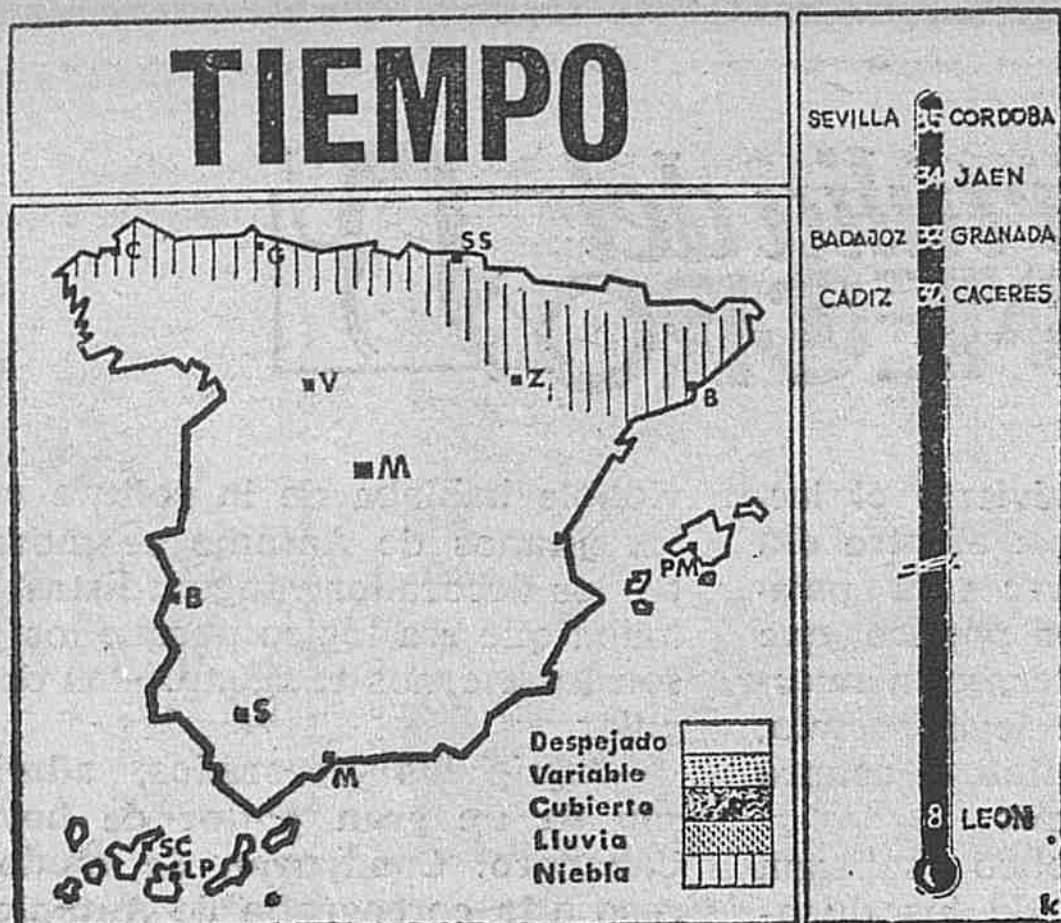 TIEMPO
C
G
SS
V
Z
B
M
PM
B
S
M
SC
LP
Despejado
Variable
Cubierto
Lluvia
Niebla
SEVILLA CORDOBA
34 JAEN
BADAJOZ GRANADA
CADIZ CACERES
8 LEON